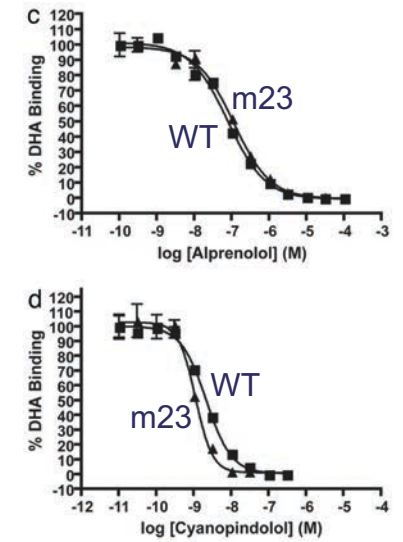 c
120
110
100
90
80
70
60
50
40
30
20
10
0
-10
% DHA Binding
m23
WT
-11 -10 -9 -8 -7 -6 -5 -4 -3
log [Alprenolol] (M)
d
120
110
100
90
80
70
60
50
40
30
20
10
0
-10
% DHA Binding
WT
m23
-12 -11 -10 -9 -8 -7 -6 -5 -4
log [Cyanopindolol] (M)